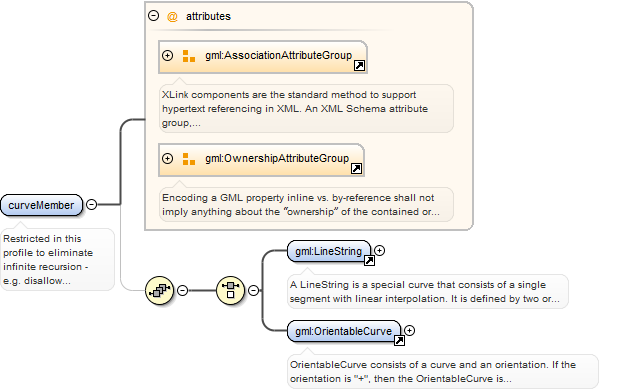 attributes
gml:AssociationAttributeGroup
XLink components are the standard method to support
hypertext referencing in XML. An XML Schema attribute
group,...
gml:OwnershipAttributeGroup
Encoding a GML property inline vs. by-reference shall not
imply anything about the "ownership" of the contained or...
curveMember
Restricted in this
profile to eliminate
infinite recursion -
e.g. disallow...
gml:LineString
A LineString is a special curve that consists of a single
segment with linear interpolation. It is defined by two or...
gml:OrientableCurve
OrientableCurve consists of a curve and an orientation. If the
orientation is "+", then the OrientableCurve is...